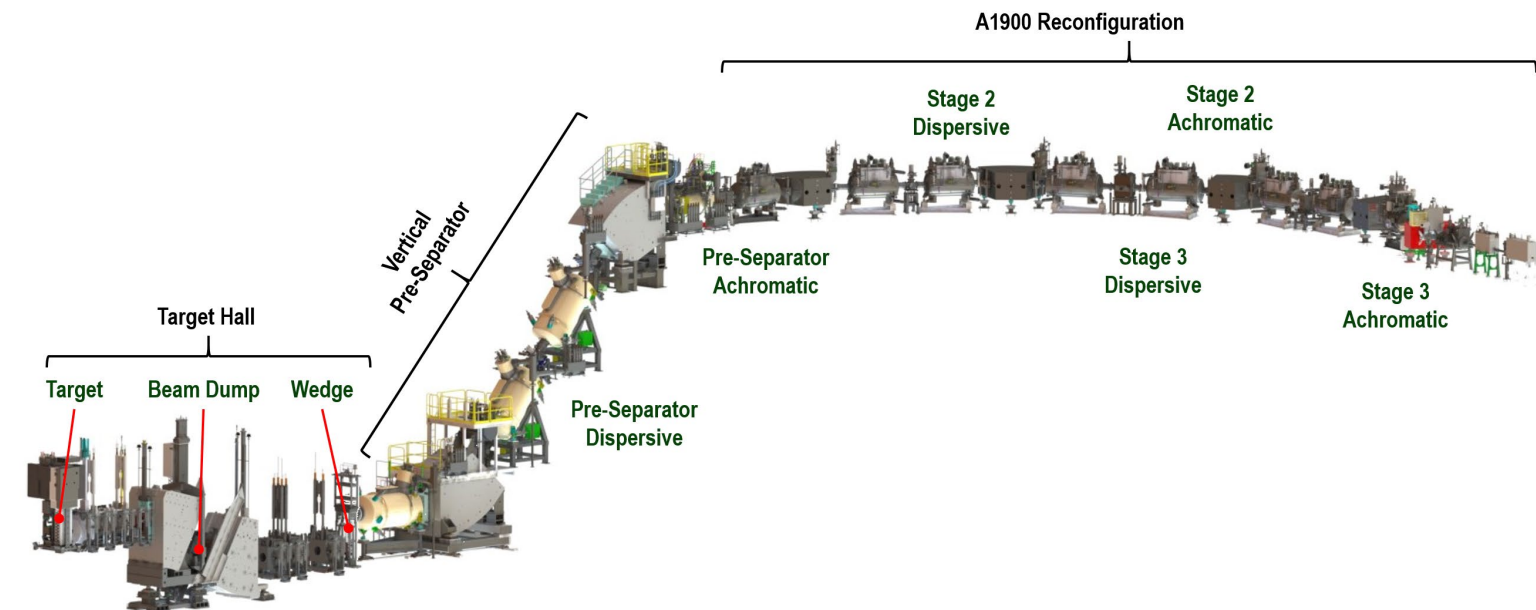 A1900 Reconfiguration
Stage 2
Dispersive
Stage 2
Achromatic
Vertical
Pre-Separator
Pre-Separator
Achromatic
Stage 3
Dispersive
Stage 3
Achromatic
Target Hall
Target
Beam Dump
Wedge
Pre-Separator
Dispersive